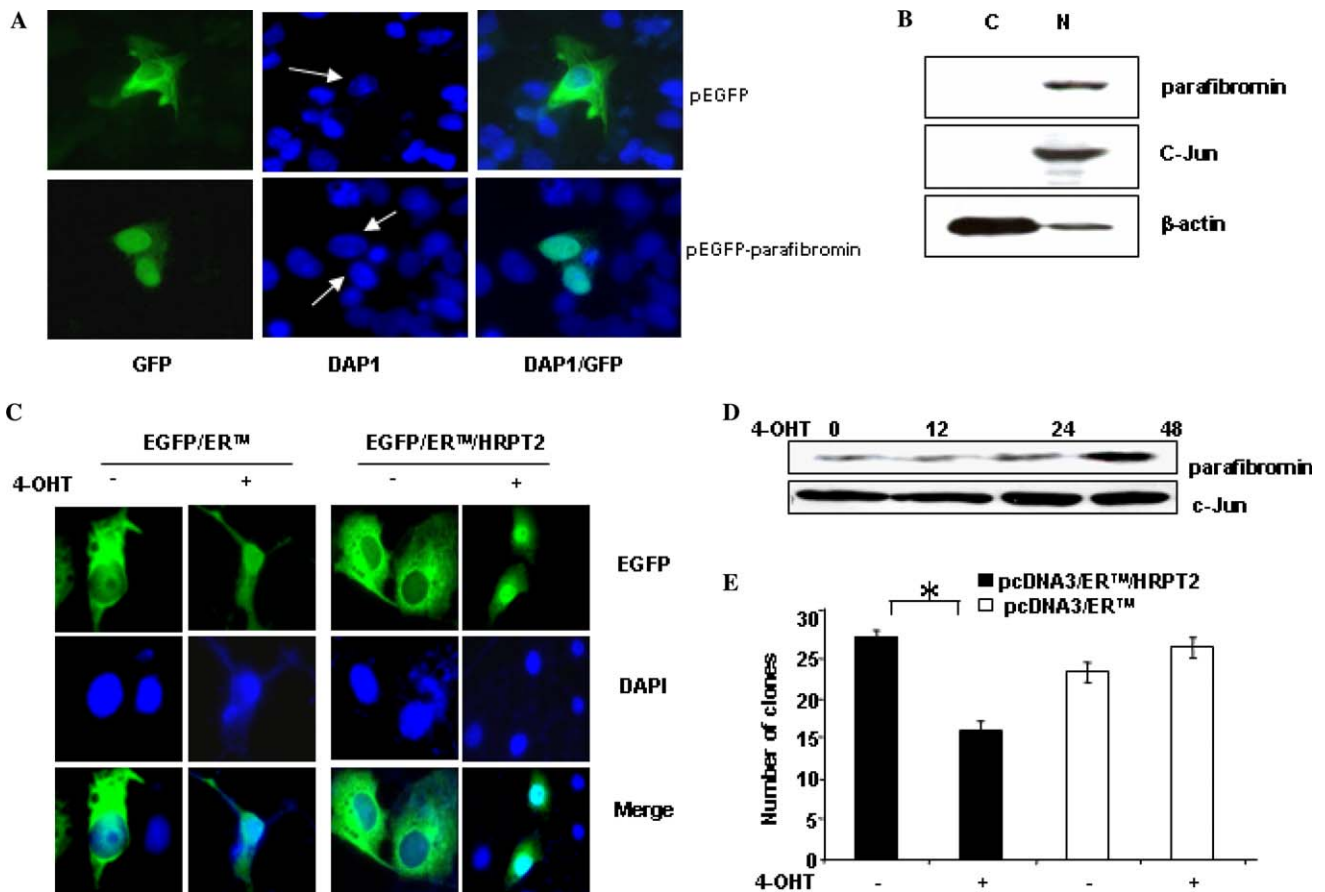 A
pEGFP
pEGFP-parafibromin
GFP DAP1 DAP1/GFP
B
C N
parafibromin
C-Jun
β-actin
C
EGFP/ER™ EGFP/ER™/HRPT2
4-OHT - + - +
EGFP
DAPI
Merge
D
4-OHT 0 12 24 48
parafibromin
c-Jun
E
pcDNA3/ER™/HRPT2
pcDNA3/ER™
*
Number of clones
30
25
20
15
10
5
0
4-OHT - + - +